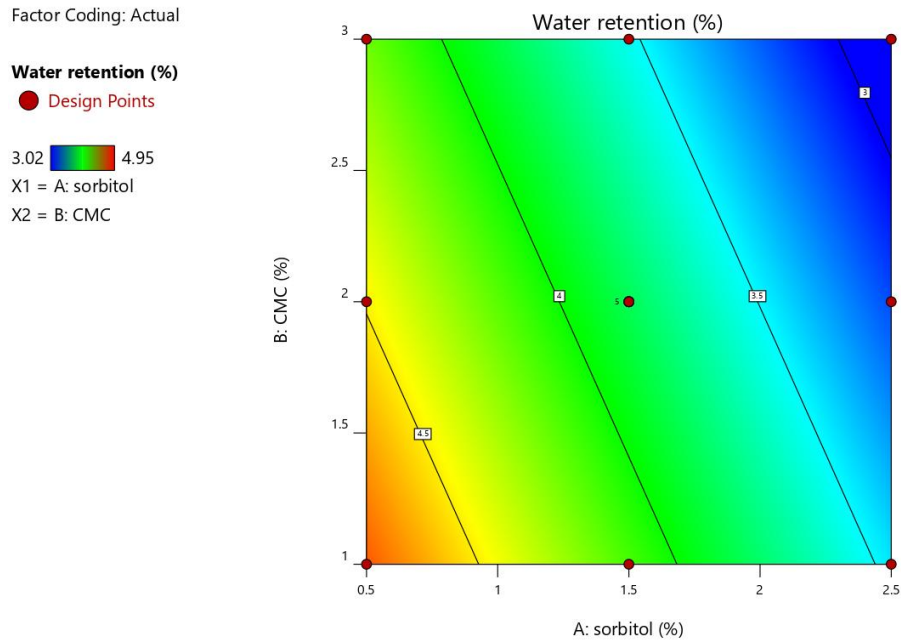 Factor Coding: Actual
Water retention (%)
Design Points
3.02 4.95
X1 = A: sorbitol
X2 = B: CMC
Water retention (%)
3
2.5
2
1.5
1
B: CMC (%)
3
4
5
3.5
4.5
0.5 1 1.5 2 2.5
A: sorbitol (%)